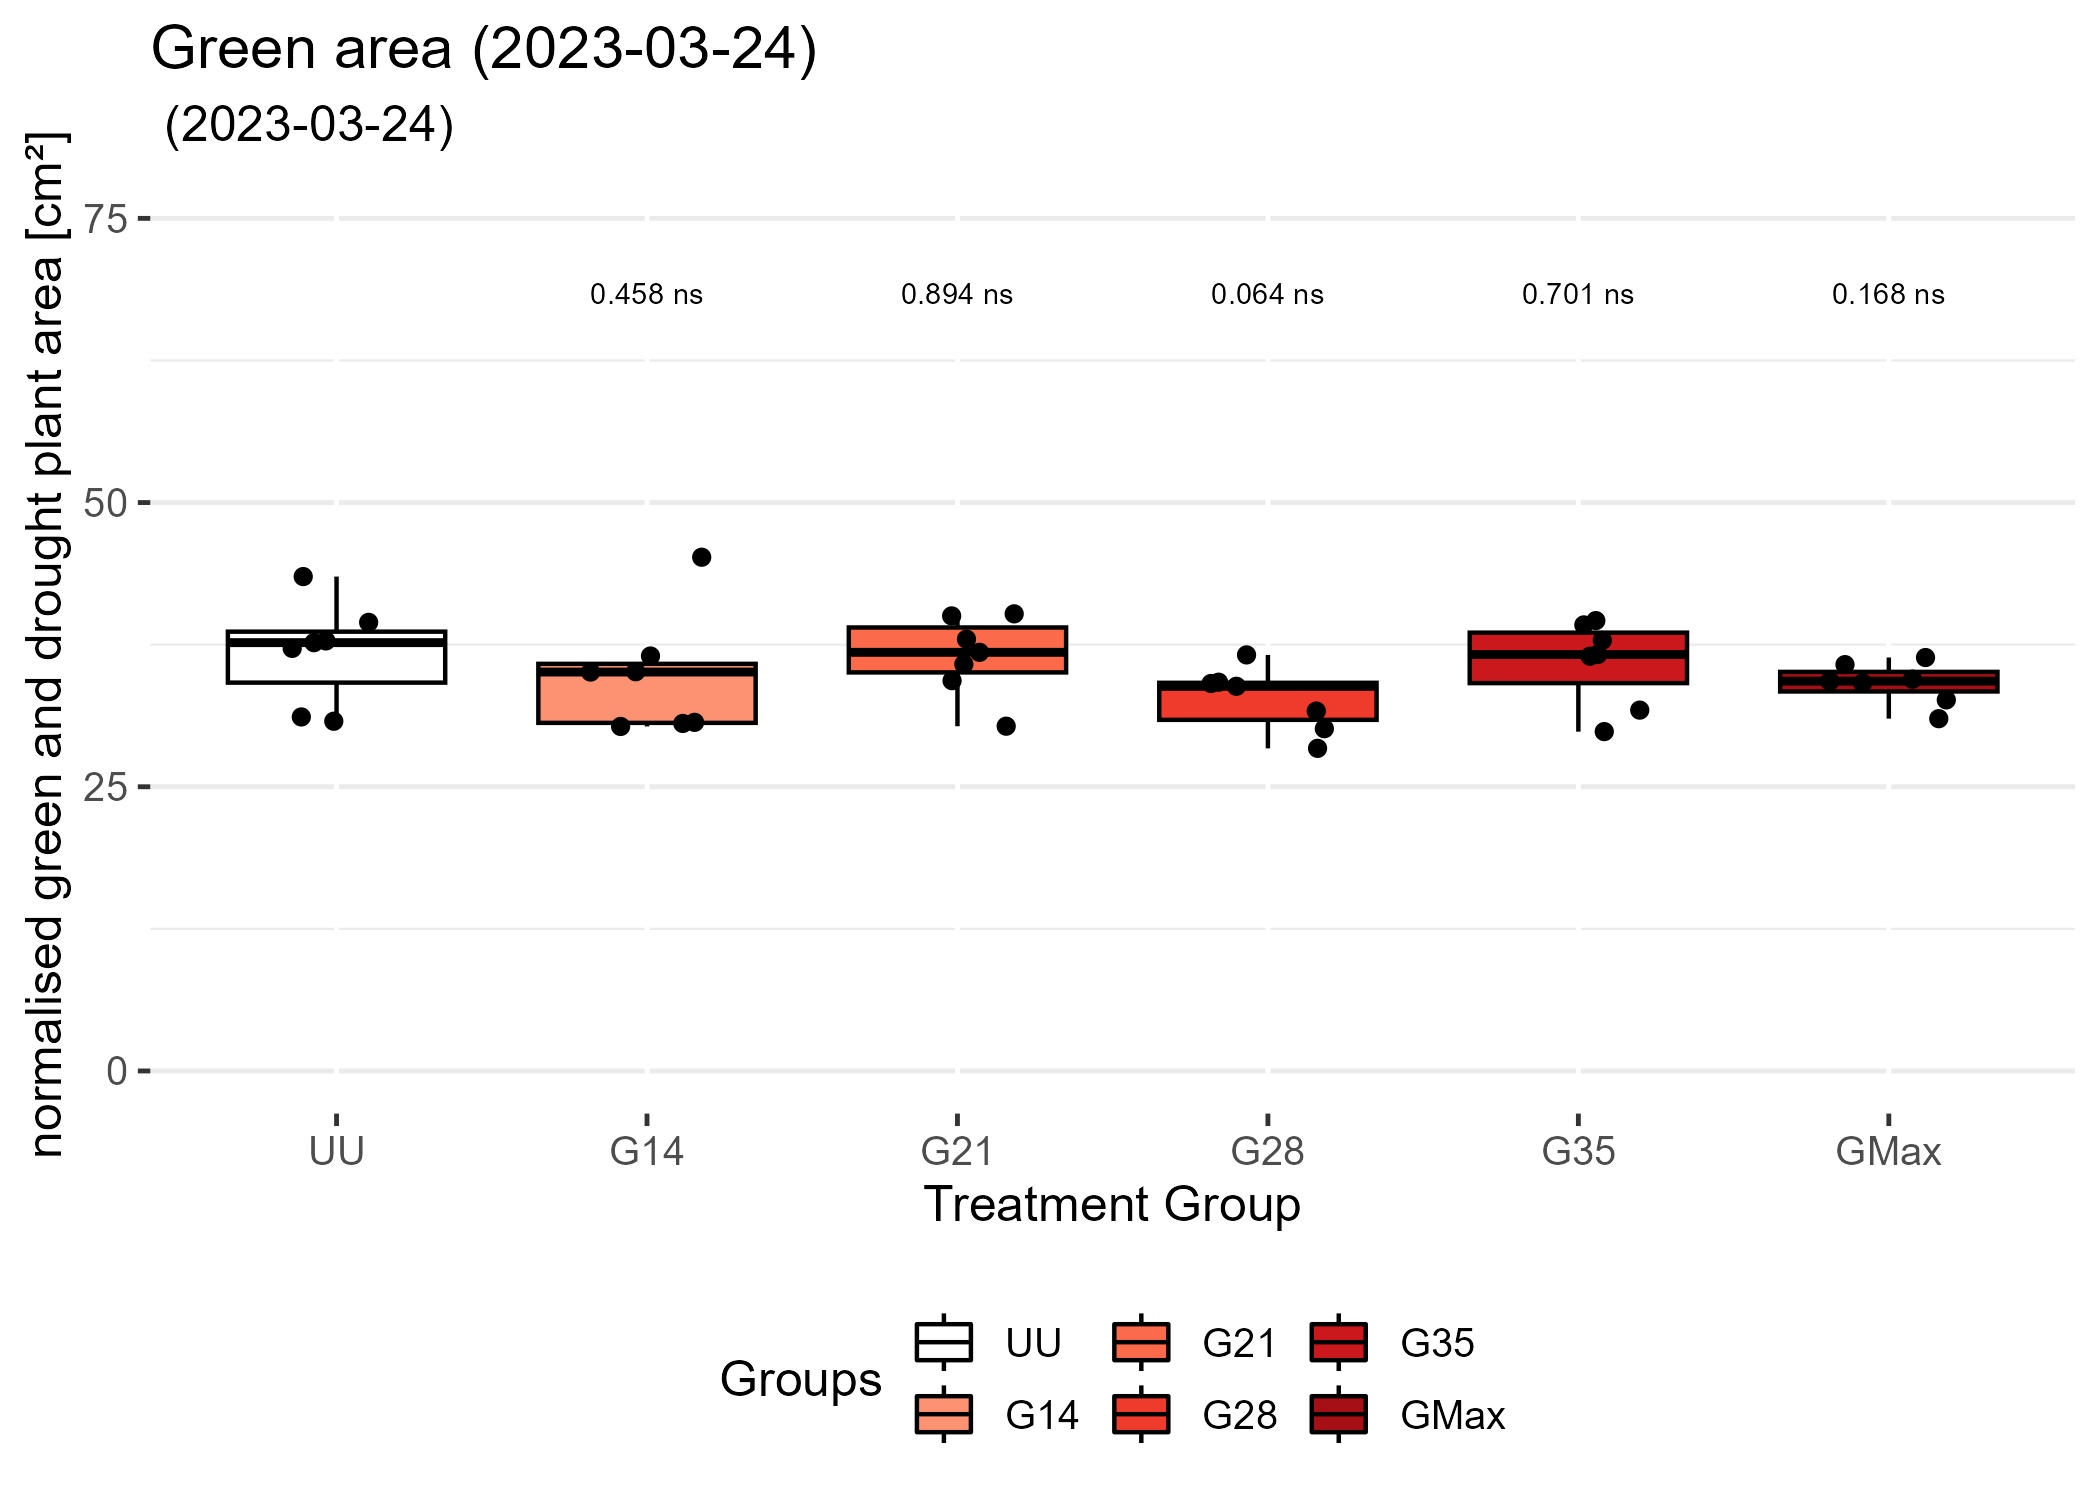 Green area (2023-03-24)
(2023-03-24)
normalised green and drought plant area [cm²]
75
50
25
0
0.458 ns
0.894 ns
0.064 ns
0.701 ns
0.168 ns
UU
G14
G21
G28
G35
GMax
Treatment Group
Groups
UU
G14
G21
G28
G35
GMax